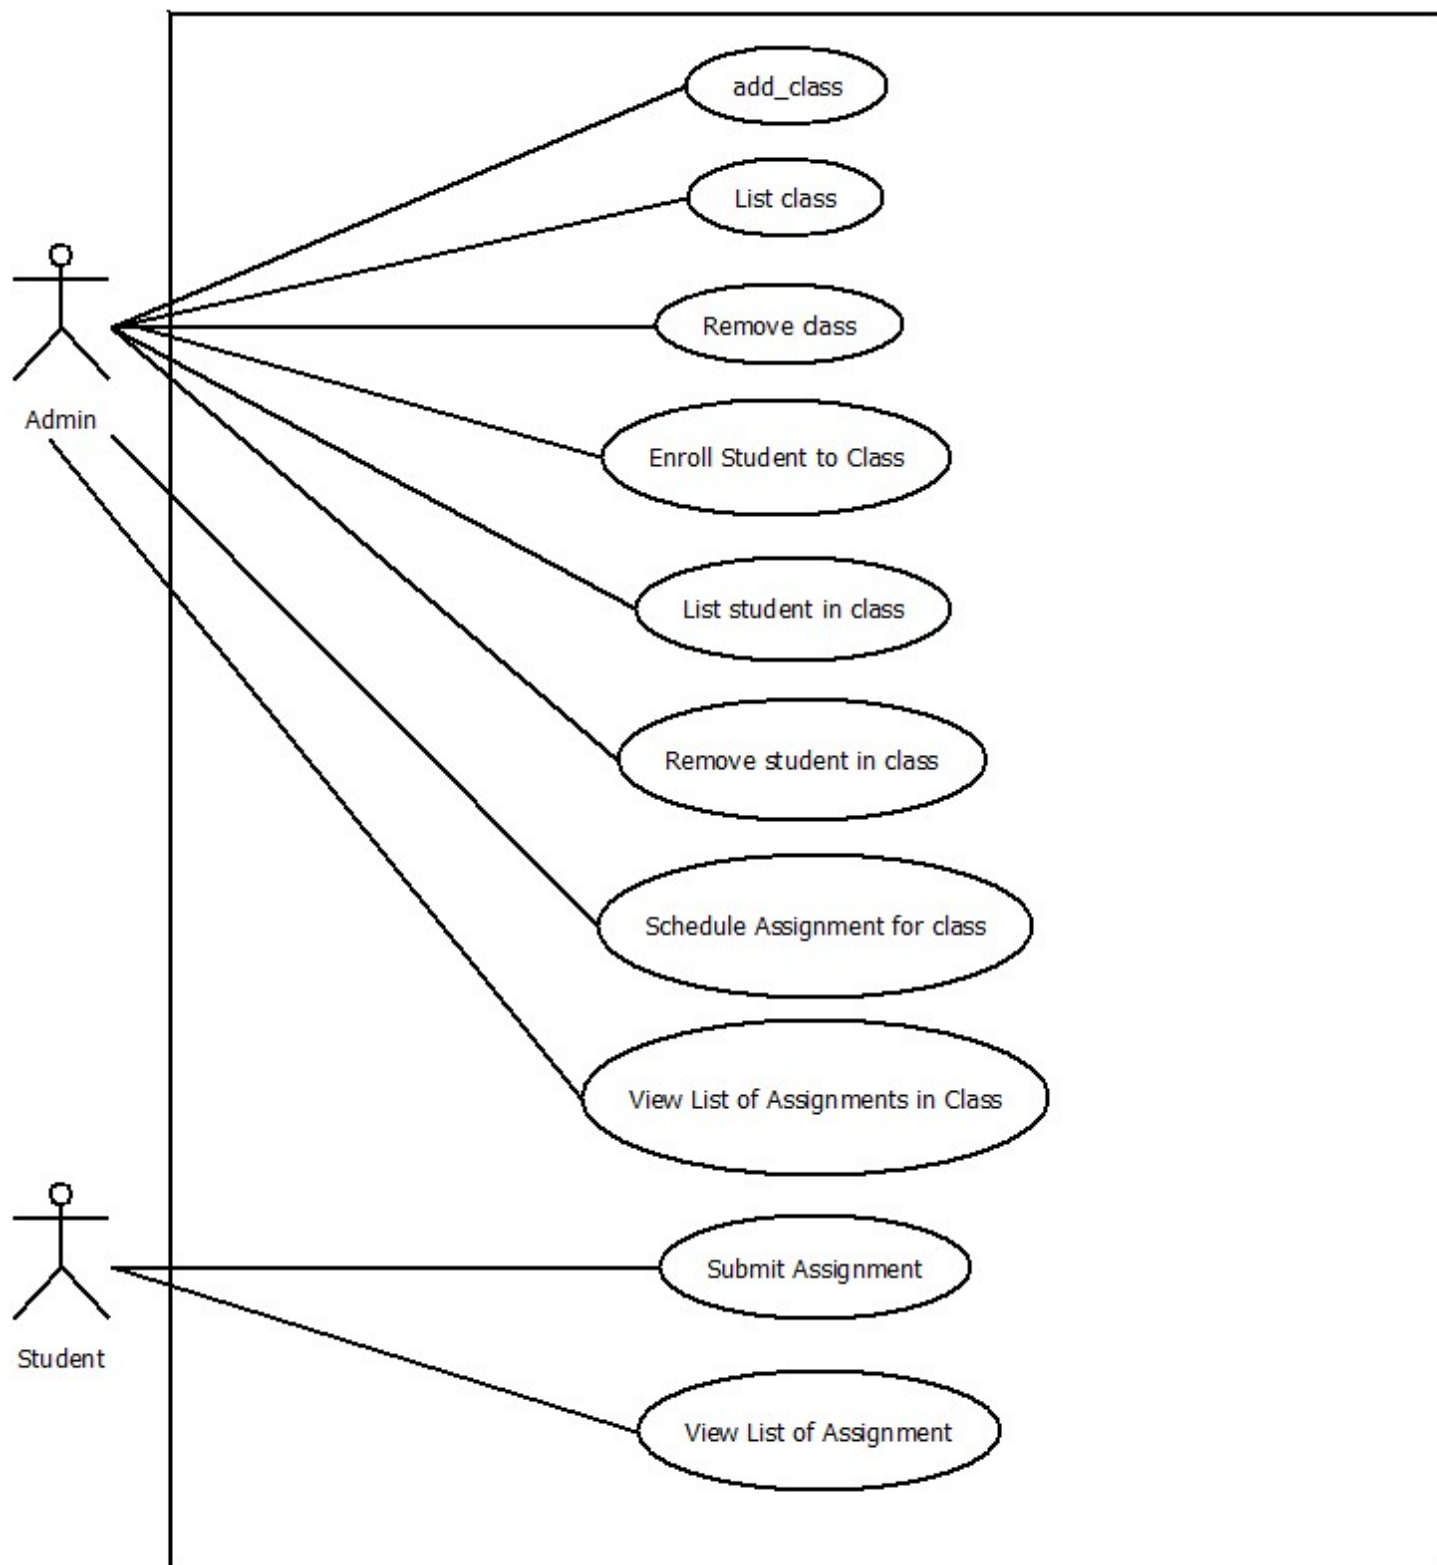 add_class
List class
Remove class
Admin
Enroll Student to Class
List student in class
Remove student in class
Schedule Assignment for class
View List of Assignments in Class
Submit Assignment
Student
View List of Assignment